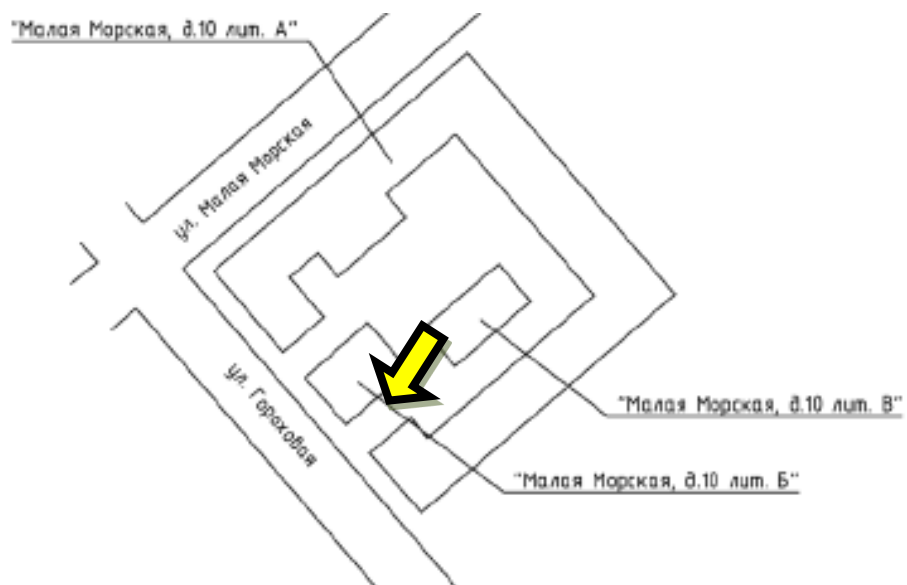 "Малая Морская, д.10 лит. А"
ул. Малая Морская
ул. Гороховая
"Малая Морская, д.10 лит. В"
"Малая Морская, д.10 лит. Б"